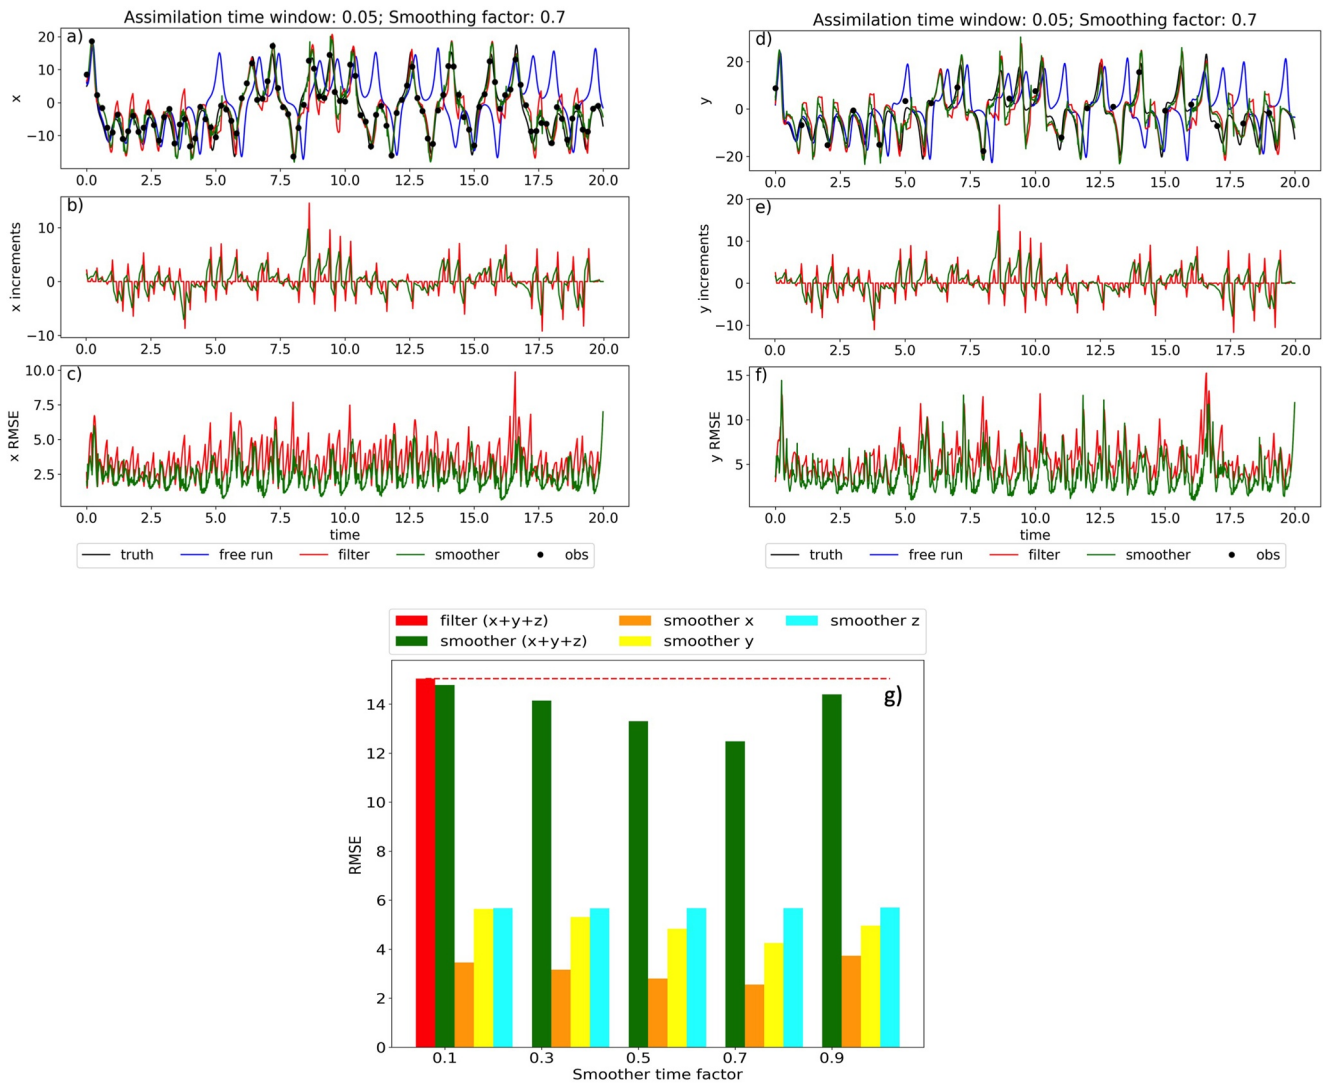 Assimilation time window: 0.05; Smoothing factor: 0.7
a)
20
10
0
−10
x
0.0 2.5 5.0 7.5 10.0 12.5 15.0 17.5 20.0
b)
10
0
−10
x increments
0.0 2.5 5.0 7.5 10.0 12.5 15.0 17.5 20.0
c)
10.0
7.5
5.0
2.5
x RMSE
0.0 2.5 5.0 7.5 10.0 12.5 15.0 17.5 20.0
time
truth free run filter smoother obs
Assimilation time window: 0.05; Smoothing factor: 0.7
d)
20
0
−20
y
0.0 2.5 5.0 7.5 10.0 12.5 15.0 17.5 20.0
e)
20
10
0
−10
y increments
0.0 2.5 5.0 7.5 10.0 12.5 15.0 17.5 20.0
f)
15
10
5
y RMSE
0.0 2.5 5.0 7.5 10.0 12.5 15.0 17.5 20.0
time
truth free run filter smoother obs
filter (x+y+z) smoother x smoother z
smoother (x+y+z) smoother y
g)
14
12
10
8
6
4
2
0
RMSE
0.1 0.3 0.5 0.7 0.9
Smoother time factor